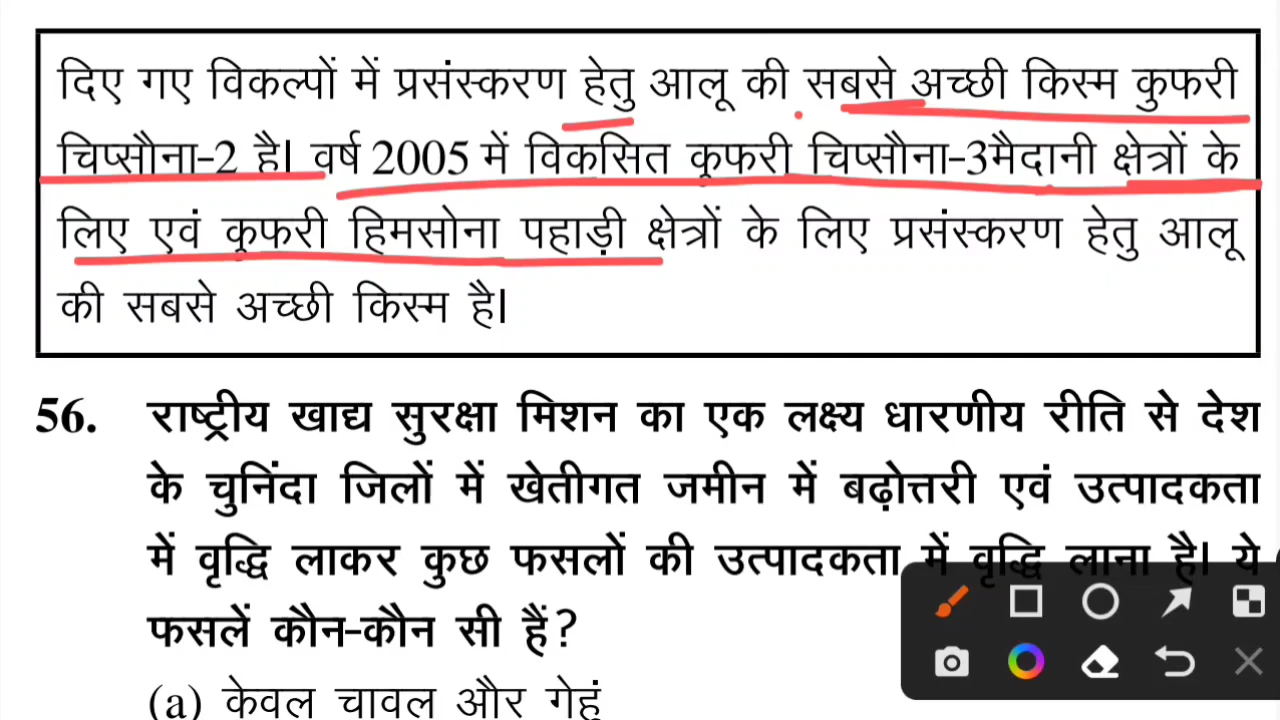 दिए गए विकल्पों में प्रसंस्करण हेतु आलू की सबसे अच्छी किस्म कुफरी
चिप्सौना-2 है। वर्ष 2005 में विकसित कुफरी चिप्सौना-3मैदानी क्षेत्रों के
लिए एवं कुफरी हिमसोना पहाड़ी क्षेत्रों के लिए प्रसंस्करण हेतु आलू
की सबसे अच्छी किस्म है।
56. राष्ट्रीय खाद्य सुरक्षा मिशन का एक लक्ष्य धारणीय रीति से देश
के चुनिंदा जिलों में खेतीगत जमीन में बढ़ोत्तरी एवं उत्पादकता
में वृद्धि लाकर कुछ फसलों की उत्पादकता में वृद्धि लाना है। ये
फसलें कौन-कौन सी हैं?
(a) केवल चावल और गेहूं